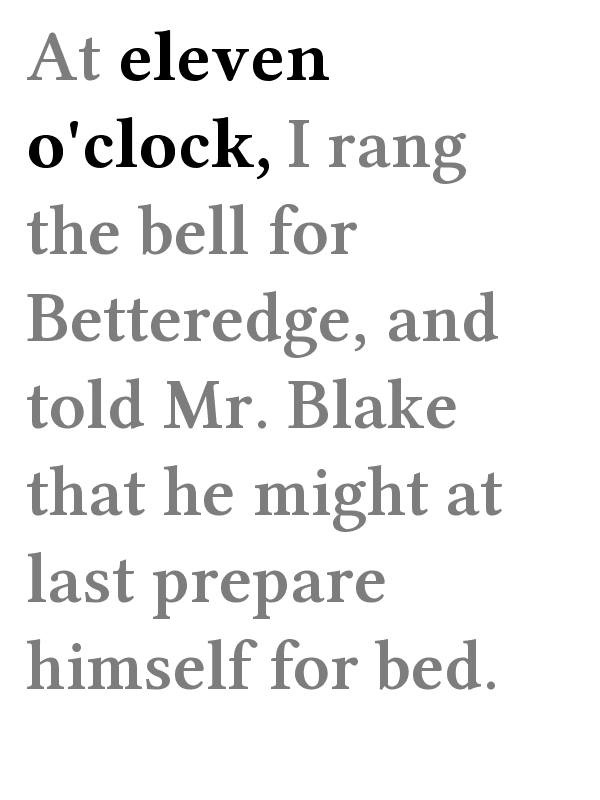 At eleven
o'clock, I rang
the bell for
Betteredge, and
told Mr. Blake
that he might at
last prepare
himself for bed.